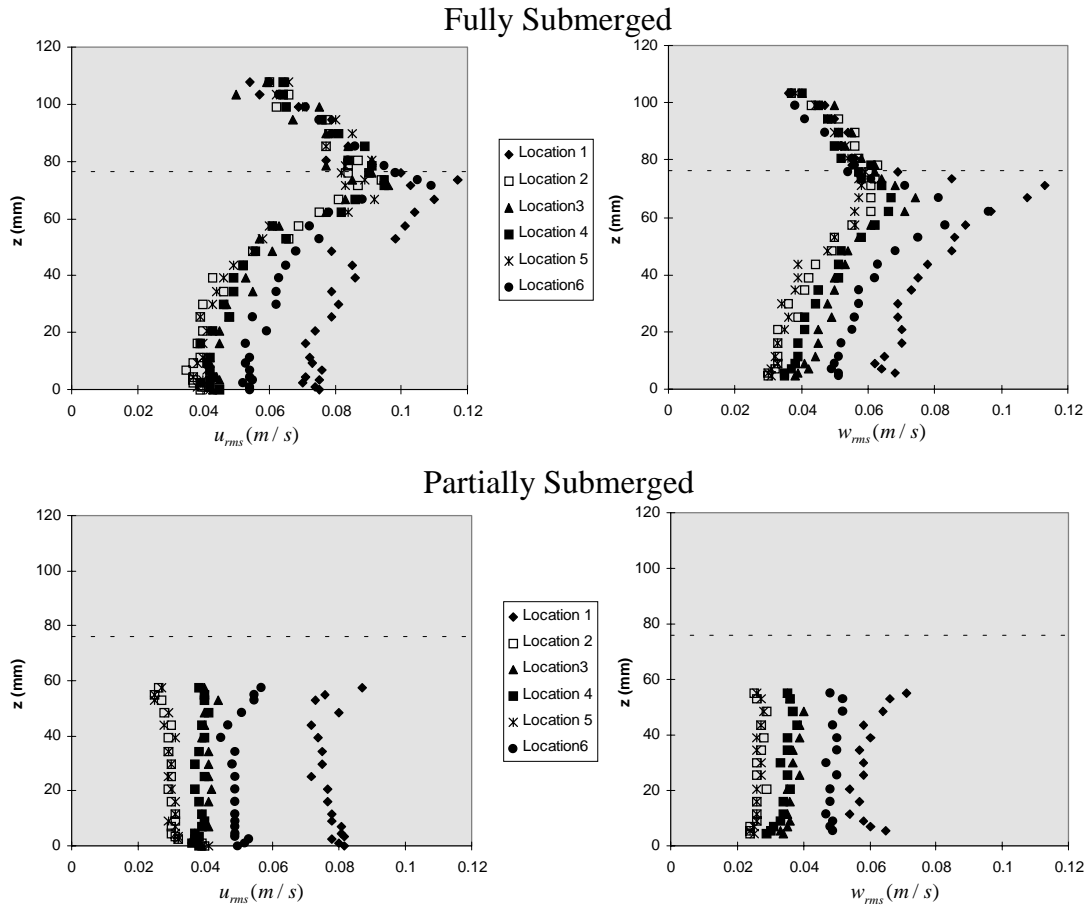 Fully Submerged
120
100
80
60
40
20
0
z (mm)
0 0.02 0.04 0.06 0.08 0.1 0.12
u_rms (m / s)
Location 1
Location 2
Location3
Location 4
Location 5
Location6
120
100
80
60
40
20
0
z (mm)
0 0.02 0.04 0.06 0.08 0.1 0.12
w_rms (m / s)
Partially Submerged
120
100
80
60
40
20
0
z (mm)
0 0.02 0.04 0.06 0.08 0.1 0.12
u_rms (m / s)
Location 1
Location 2
Location3
Location 4
Location 5
Location6
120
100
80
60
40
20
0
z (mm)
0 0.02 0.04 0.06 0.08 0.1 0.12
w_rms (m / s)